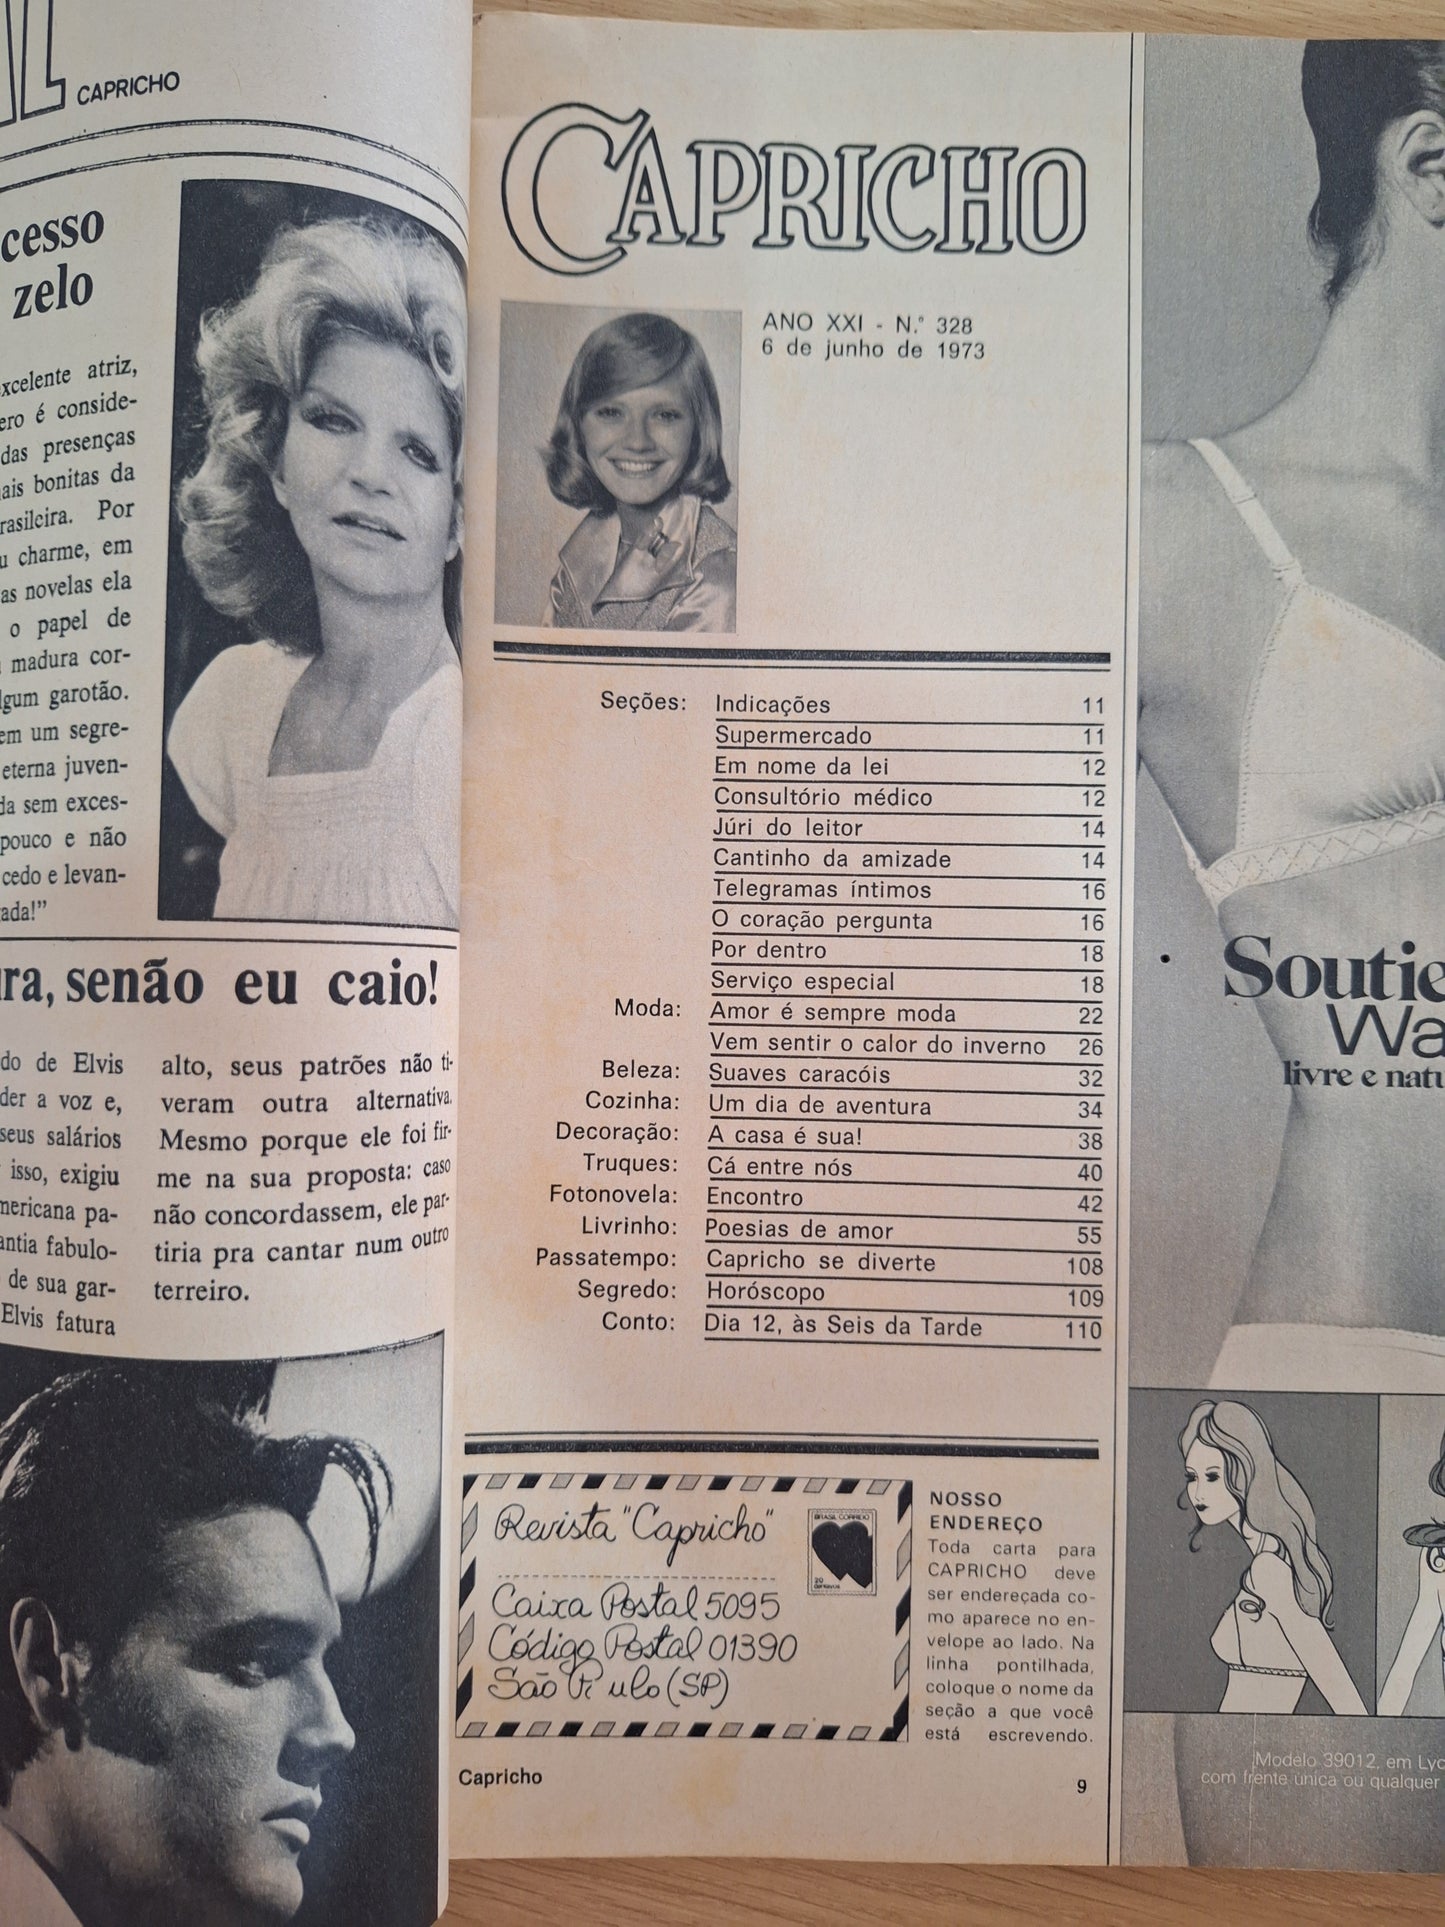 CAPRICHO
cesso
zelo
excelente atriz,
ero é conside-
das presenças
mais bonitas da
brasileira. Por
u charme, em
as novelas ela
o papel de
madura cor-
algum garotão.
em um segre-
eterna juven-
da sem exces-
pouco e não
cedo e levan-
ada!”
ra, senão eu caio!
do de Elvis
der a voz e,
seus salários
isso, exigiu
mericana pa-
antia fabulo-
de sua gar-
Elvis fatura
alto, seus patrões não ti-
veram outra alternativa.
Mesmo porque ele foi fir-
me na sua proposta: caso
não concordassem, ele par-
tiria pra cantar num outro
terreiro.
CAPRICHO
ANO XXI - N.º 328
6 de junho de 1973
Seções: Indicações 11
Supermercado 11
Em nome da lei 12
Consultório médico 12
Júri do leitor 14
Cantinho da amizade 14
Telegramas íntimos 16
O coração pergunta 16
Por dentro 18
Serviço especial 18
Moda: Amor é sempre moda 22
Vem sentir o calor do inverno 26
Beleza: Suaves caracóis 32
Cozinha: Um dia de aventura 34
Decoração: A casa é sua! 38
Truques: Cá entre nós 40
Fotonovela: Encontro 42
Livrinho: Poesias de amor 55
Passatempo: Capricho se diverte 108
Segredo: Horóscopo 109
Conto: Dia 12, às Seis da Tarde 110
Revista "Capricho"
BRASIL CORREIO
20
centavos
Caixa Postal 5095
Código Postal 01390
São Paulo (SP)
NOSSO
ENDEREÇO
Toda carta para
CAPRICHO deve
ser endereçada co-
mo aparece no en-
velope ao lado. Na
linha pontilhada,
coloque o nome da
seção a que você
está escrevendo.
Capricho
9
Soutie
Wa
livre e natu
Modelo 39012, em Lyc
com frente única ou qualquer